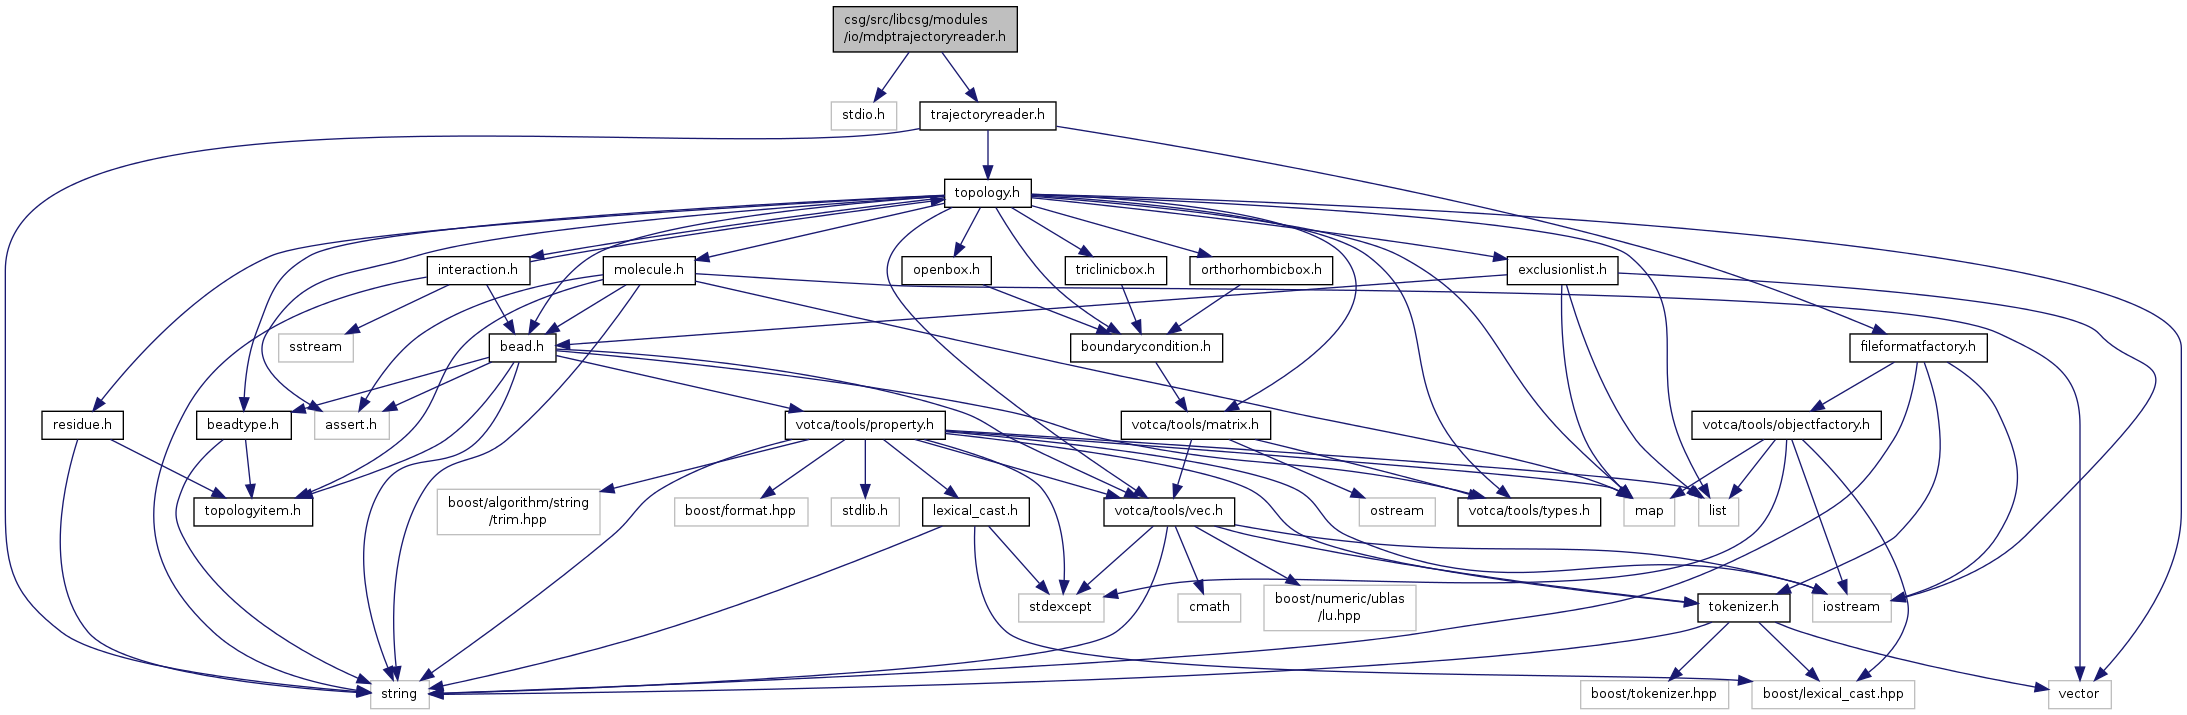 csg/src/libcsg/modules
/io/mdptrajectoryreader.h
stdio.h
trajectoryreader.h
topology.h
interaction.h
molecule.h
openbox.h
triclinicbox.h
orthorhombicbox.h
exclusionlist.h
sstream
bead.h
boundarycondition.h
fileformatfactory.h
residue.h
beadtype.h
assert.h
votca/tools/property.h
votca/tools/matrix.h
votca/tools/objectfactory.h
topologyitem.h
boost/algorithm/string
/trim.hpp
boost/format.hpp
stdlib.h
lexical_cast.h
votca/tools/vec.h
ostream
votca/tools/types.h
map
list
stdexcept
cmath
boost/numeric/ublas
/lu.hpp
tokenizer.h
iostream
string
boost/tokenizer.hpp
boost/lexical_cast.hpp
vector